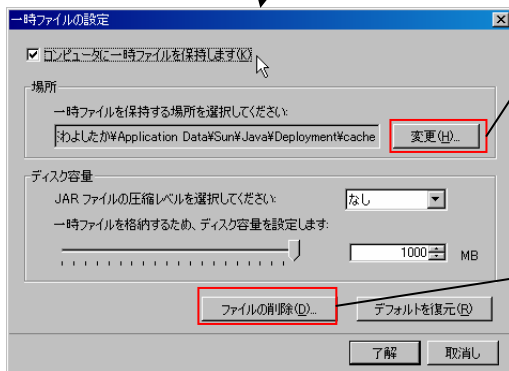 一時ファイルの設定
コンピュータに一時ファイルを保持します(K)
場所
一時ファイルを保持する場所を選択してください:
わよしたか¥Application Data¥Sun¥Java¥Deployment¥cache
変更(H)...
ディスク容量
JAR ファイルの圧縮レベルを選択してください:
なし
一時ファイルを格納するため、ディスク容量を設定します:
1000 MB
ファイルの削除(D)...
デフォルトを復元(R)
了解
取消し